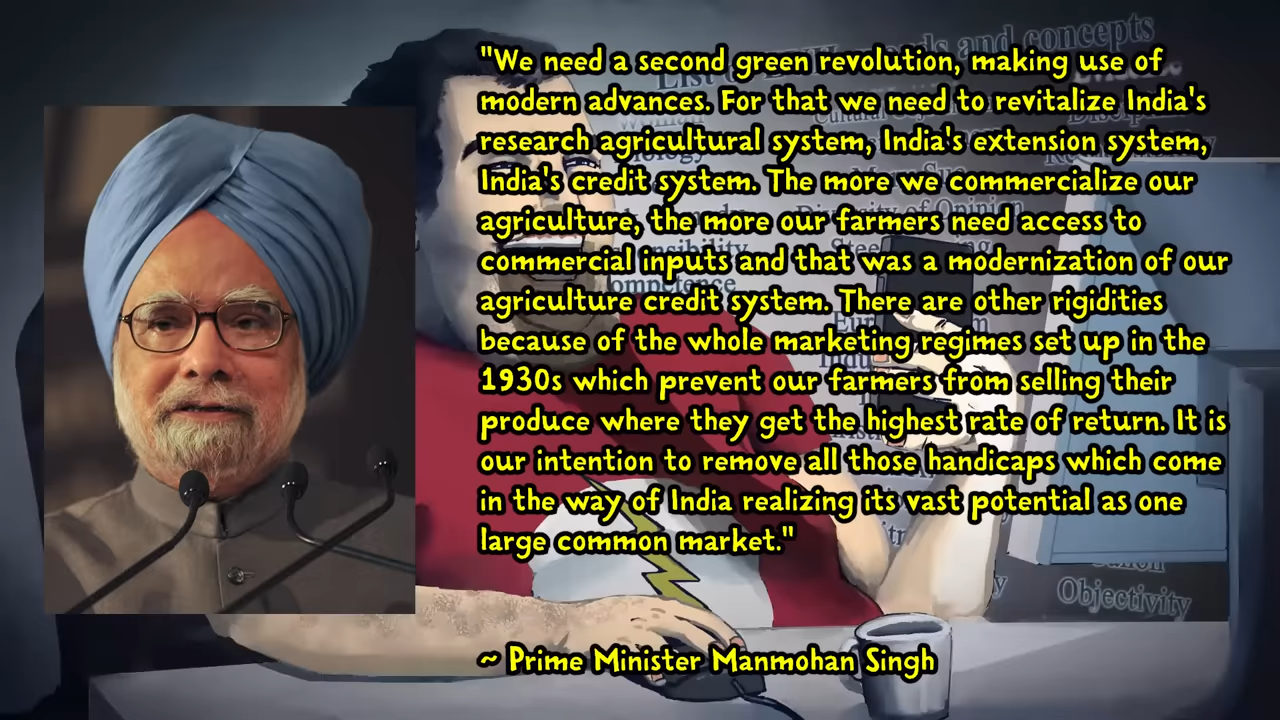 "We need a second green revolution, making use of
modern advances. For that we need to revitalize India's
research agricultural system, India's extension system,
India's credit system. The more we commercialize our
agriculture, the more our farmers need access to
commercial inputs and that was a modernization of our
agriculture credit system. There are other rigidities
because of the whole marketing regimes set up in the
1930s which prevent our farmers from selling their
produce where they get the highest rate of return. It is
our intention to remove all those handicaps which come
in the way of India realizing its vast potential as one
large common market."
~ Prime Minister Manmohan Singh
and concepts
Diversity of Opinion
Objectivity